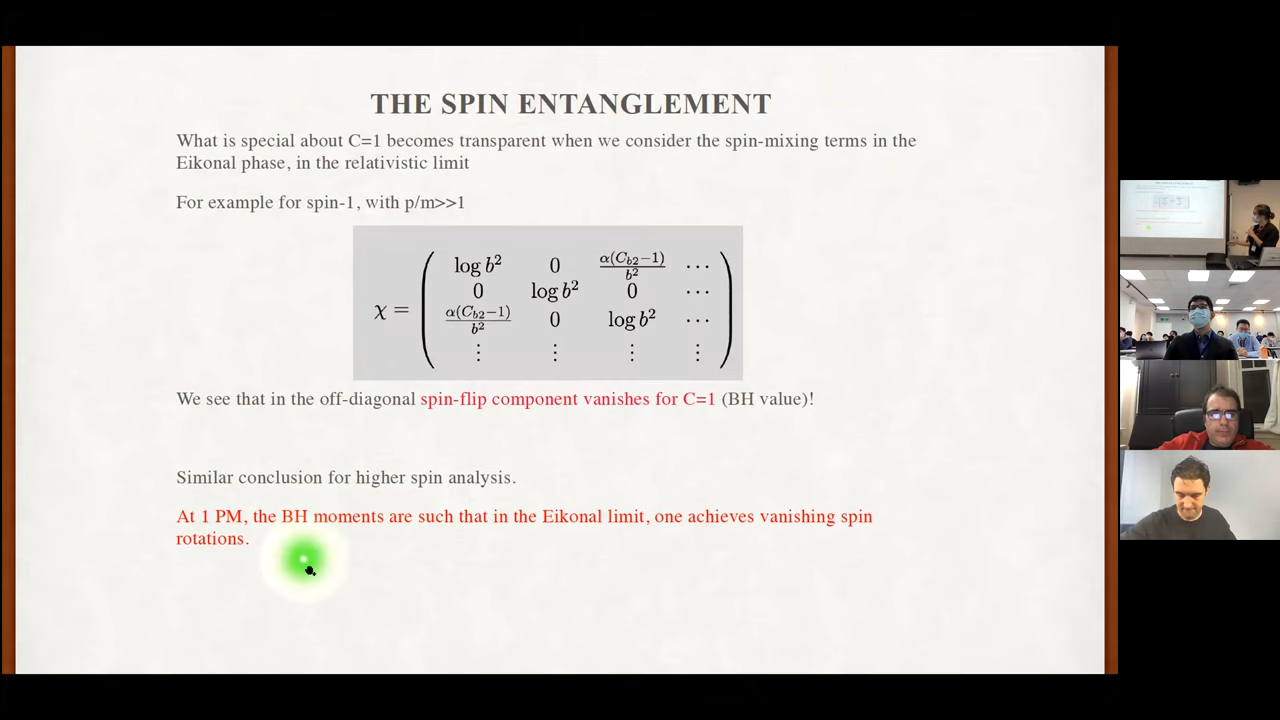 THE SPIN ENTANGLEMENT
What is special about C=1 becomes transparent when we consider the spin-mixing terms in the
Eikonal phase, in the relativistic limit
For example for spin-1, with p/m>>1
χ = ( log b² 0 α(C_{b2}−1)/b² ⋯
0 log b² 0 ⋯
α(C_{b2}−1)/b² 0 log b² ⋯
⋮ ⋮ ⋮ ⋮ )
We see that in the off-diagonal spin-flip component vanishes for C=1 (BH value)!
Similar conclusion for higher spin analysis.
At 1 PM, the BH moments are such that in the Eikonal limit, one achieves vanishing spin
rotations.